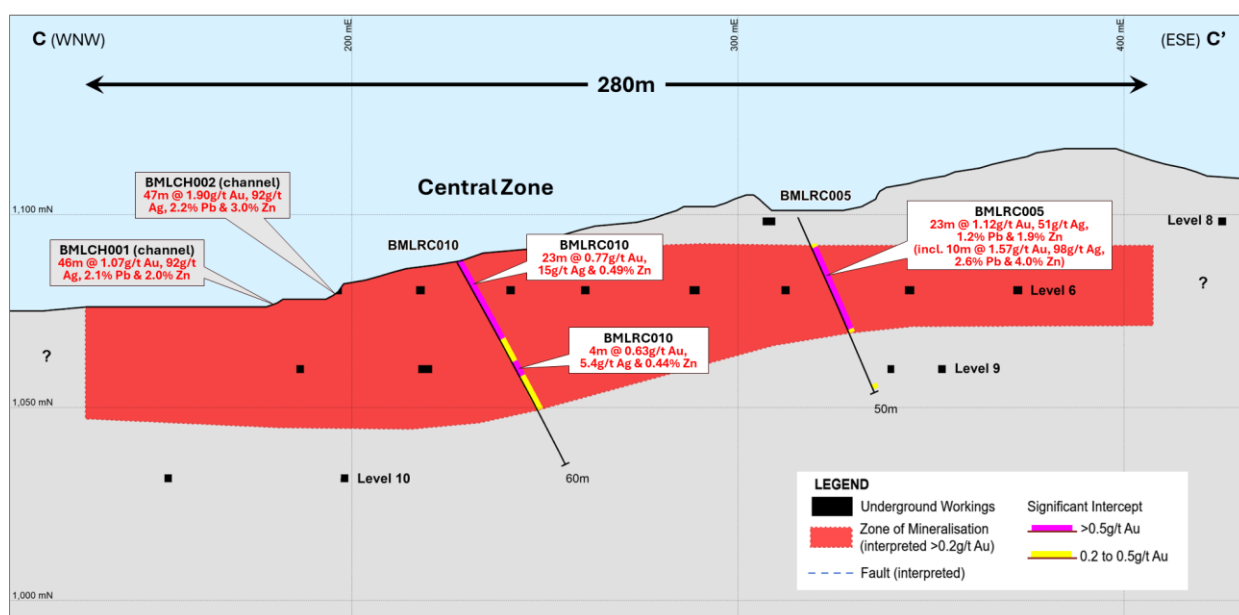 C (WNW)
200 mE
300 mE
400 mE
(ESE) C’
280m
BMLCH002 (channel)
47m @ 1.90g/t Au, 92g/t
Ag, 2.2% Pb & 3.0% Zn
Central Zone
BMLRC005
1,100 mN
BMLCH001 (channel)
46m @ 1.07g/t Au, 92g/t
Ag, 2.1% Pb & 2.0% Zn
BMLRC010
BMLRC010
23m @ 0.77g/t Au,
15g/t Ag & 0.49% Zn
BMLRC005
23m @ 1.12g/t Au, 51g/t Ag,
1.2% Pb & 1.9% Zn
(incl. 10m @ 1.57g/t Au, 98g/t Ag,
2.6% Pb & 4.0% Zn)
Level 8
Level 6
?
?
BMLRC010
4m @ 0.63g/t Au,
5.4g/t Ag & 0.44% Zn
Level 9
1,050 mN
50m
Level 10
60m
LEGEND
Underground Workings
Zone of Mineralisation
(interpreted >0.2g/t Au)
Fault (interpreted)
Significant Intercept
>0.5g/t Au
0.2 to 0.5g/t Au
1,000 mN